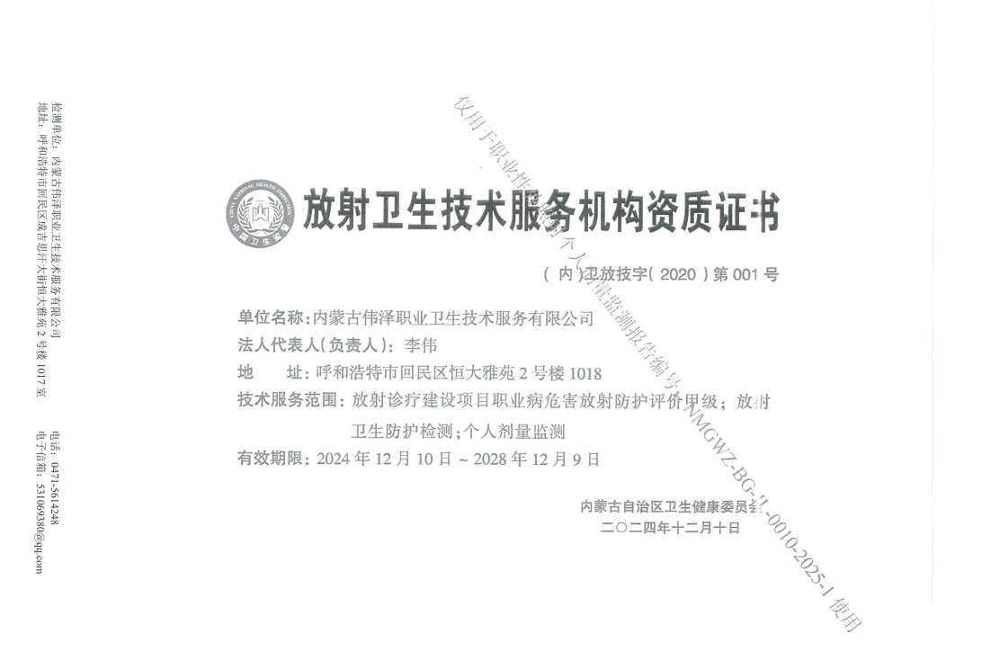 检测单位：内蒙古伟泽职业卫生技术服务有限公司
电话：0471-5614248
地址：呼和浩特市回民区成吉思汗大街恒大雅苑 2 号楼 1017 室
电子信箱：531069380@qq.com
CHINA NATIONAL HEALTH INSPECTION
中国卫生监督
放射卫生技术服务机构资质证书
（内）卫放技字（2020）第 001 号
单位名称：内蒙古伟泽职业卫生技术服务有限公司
法人代表人（负责人）：李伟
地 址：呼和浩特市回民区恒大雅苑 2 号楼 1018
技术服务范围：放射诊疗建设项目职业病危害放射防护评价甲级；放射
卫生防护检测；个人剂量监测
有效期限：2024 年 12 月 10 日 ~ 2028 年 12 月 9 日
内蒙古自治区卫生健康委员会
二〇二四年十二月十日
仅用于职业性外照射个人剂量监测报告编号：NMGWZ-BG-JL-0010-2025-1 使用